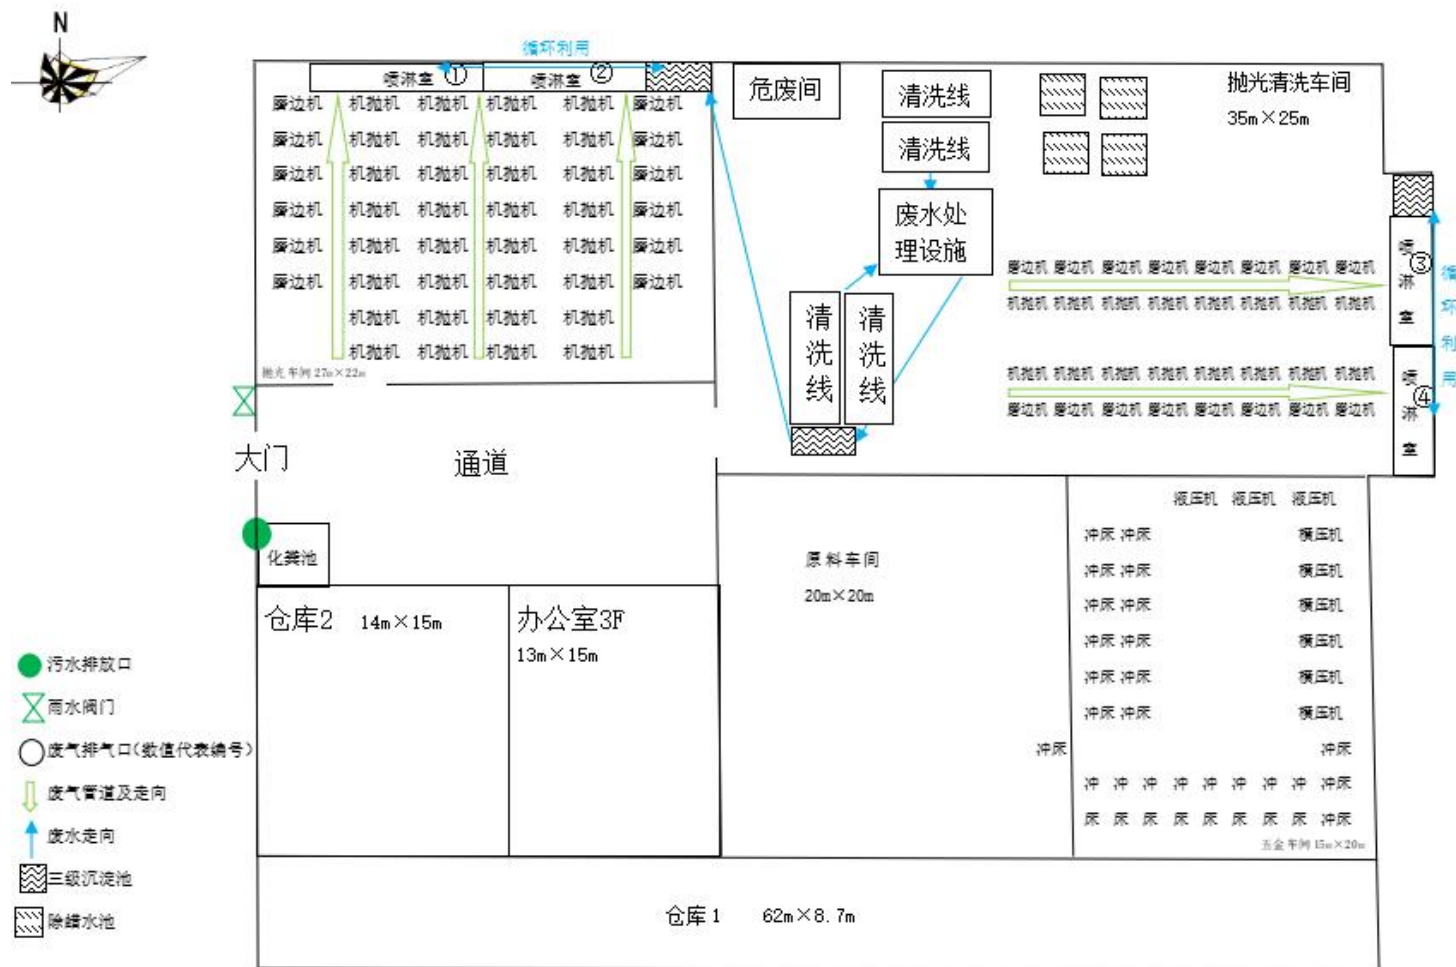 N
循环利用
喷淋室 ① 喷淋室 ②
磨边机 机抛机 机抛机 机抛机 机抛机 磨边机
磨边机 机抛机 机抛机 机抛机 机抛机 磨边机
磨边机 机抛机 机抛机 机抛机 机抛机 磨边机
磨边机 机抛机 机抛机 机抛机 机抛机 磨边机
磨边机 机抛机 机抛机 机抛机 机抛机 磨边机
磨边机 机抛机 机抛机 机抛机 机抛机 磨边机
机抛机 机抛机 机抛机 机抛机
机抛机 机抛机 机抛机 机抛机
抛光车间 27m×22m
危废间
清洗线
清洗线
废水处
理设施
清洗线
清洗线
抛光清洗车间
35m×25m
磨边机 磨边机 磨边机 磨边机 磨边机 磨边机 磨边机 磨边机
机抛机 机抛机 机抛机 机抛机 机抛机 机抛机 机抛机 机抛机
机抛机 机抛机 机抛机 机抛机 机抛机 机抛机 机抛机 机抛机
磨边机 磨边机 磨边机 磨边机 磨边机 磨边机 磨边机 磨边机
喷淋室 ③
喷淋室 ④
循环利用
大门
通道
化粪池
仓库2 14m×15m
办公室3F
13m×15m
原料车间
20m×20m
液压机 液压机 液压机
冲床 冲床 横压机
冲床 冲床 横压机
冲床 冲床 横压机
冲床 冲床 横压机
冲床 冲床 横压机
冲床 冲床 横压机
冲床 冲床
冲 冲 冲 冲 冲 冲 冲 冲 冲床
床 床 床 床 床 床 床 床 冲床
五金车间 15m×20m
仓库1 62m×8.7m
污水排放口
雨水阀门
废气排气口(数值代表编号)
废气管道及走向
废水走向
三级沉淀池
除蜡水池